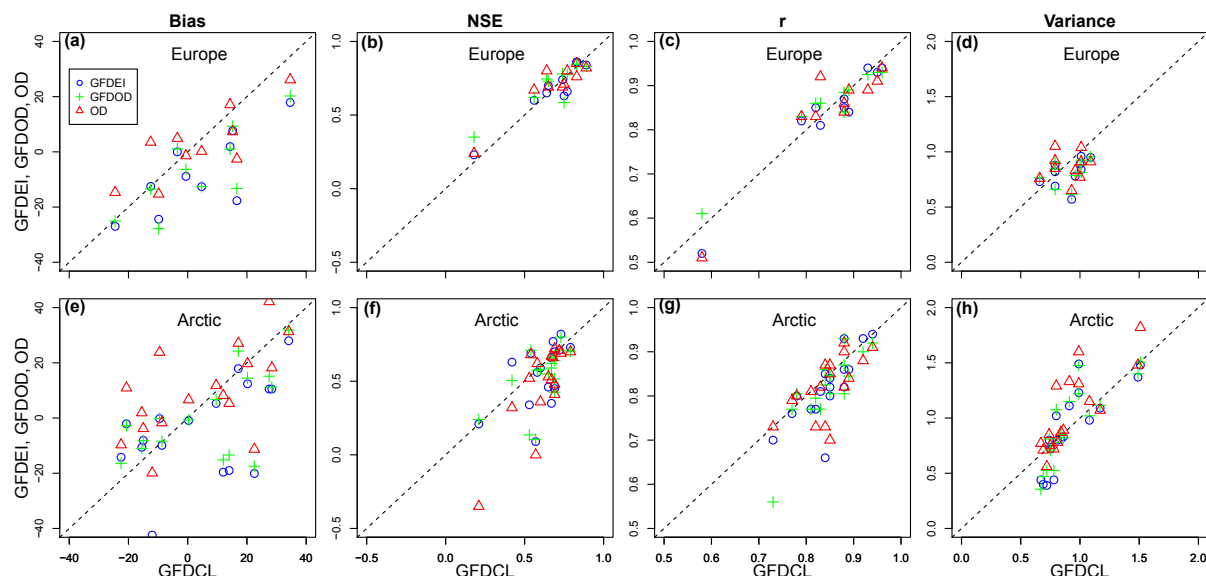 Bias NSE r Variance
(a) Europe (b) Europe (c) Europe (d) Europe
GFDEI
GFDOD
OD
GFDEI, GFDOD, OD
−40 −20 0 20 40
−0.5 0.0 0.5 1.0
0.5 0.6 0.7 0.8 0.9 1.0
0.0 0.5 1.0 1.5 2.0
(e) Arctic (f) Arctic (g) Arctic (h) Arctic
GFDEI, GFDOD, OD
−40 −20 0 20 40
−0.5 0.0 0.5 1.0
0.5 0.6 0.7 0.8 0.9 1.0
0.0 0.5 1.0 1.5 2.0
−40 −20 0 20 40 −0.5 0.0 0.5 1.0 0.5 0.6 0.7 0.8 0.9 1.0 0.0 0.5 1.0 1.5 2.0
GFDCL GFDCL GFDCL GFDCL